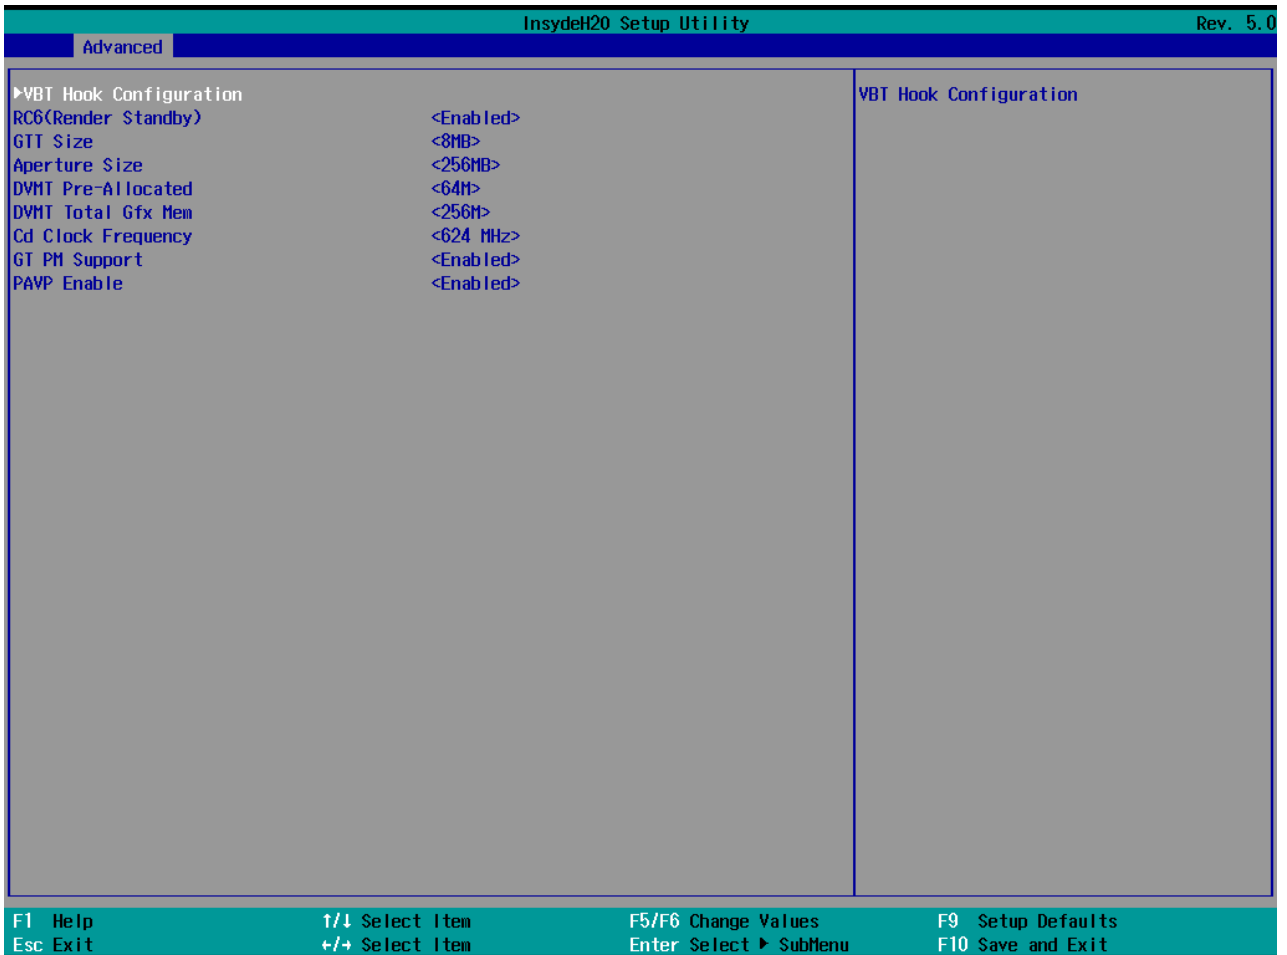 InsydeH20 Setup Utility Rev. 5.0
Advanced
▶VBT Hook Configuration VBT Hook Configuration
RC6(Render Standby) <Enabled>
GTT Size <8MB>
Aperture Size <256MB>
DVMT Pre-Allocated <64M>
DVMT Total Gfx Mem <256M>
Cd Clock Frequency <624 MHz>
GT PM Support <Enabled>
PAVP Enable <Enabled>
F1 Help ↑/↓ Select Item F5/F6 Change Values F9 Setup Defaults
Esc Exit ←/→ Select Item Enter Select ▶ SubMenu F10 Save and Exit